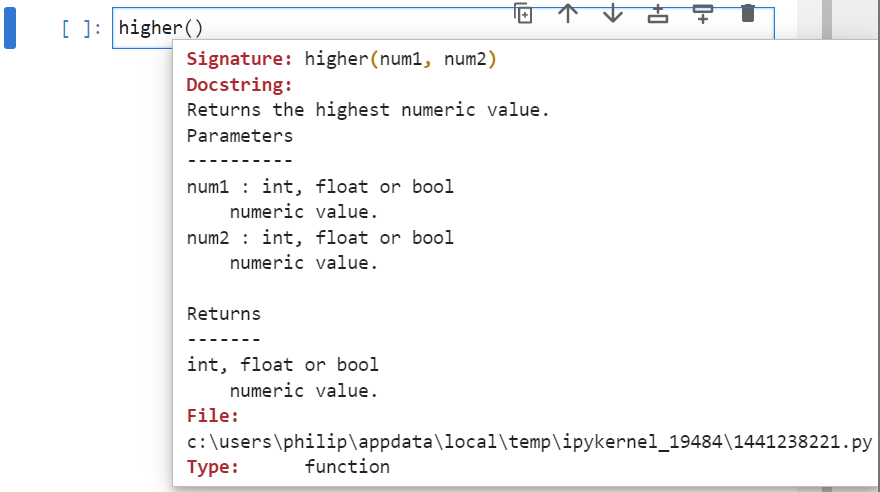 [ ]: higher()
Signature: higher(num1, num2)
Docstring:
Returns the highest numeric value.
Parameters
----------
num1 : int, float or bool
    numeric value.
num2 : int, float or bool
    numeric value.

Returns
-------
int, float or bool
    numeric value.
File:
c:\users\philip\appdata\local\temp\ipykernel_19484\1441238221.py
Type:      function